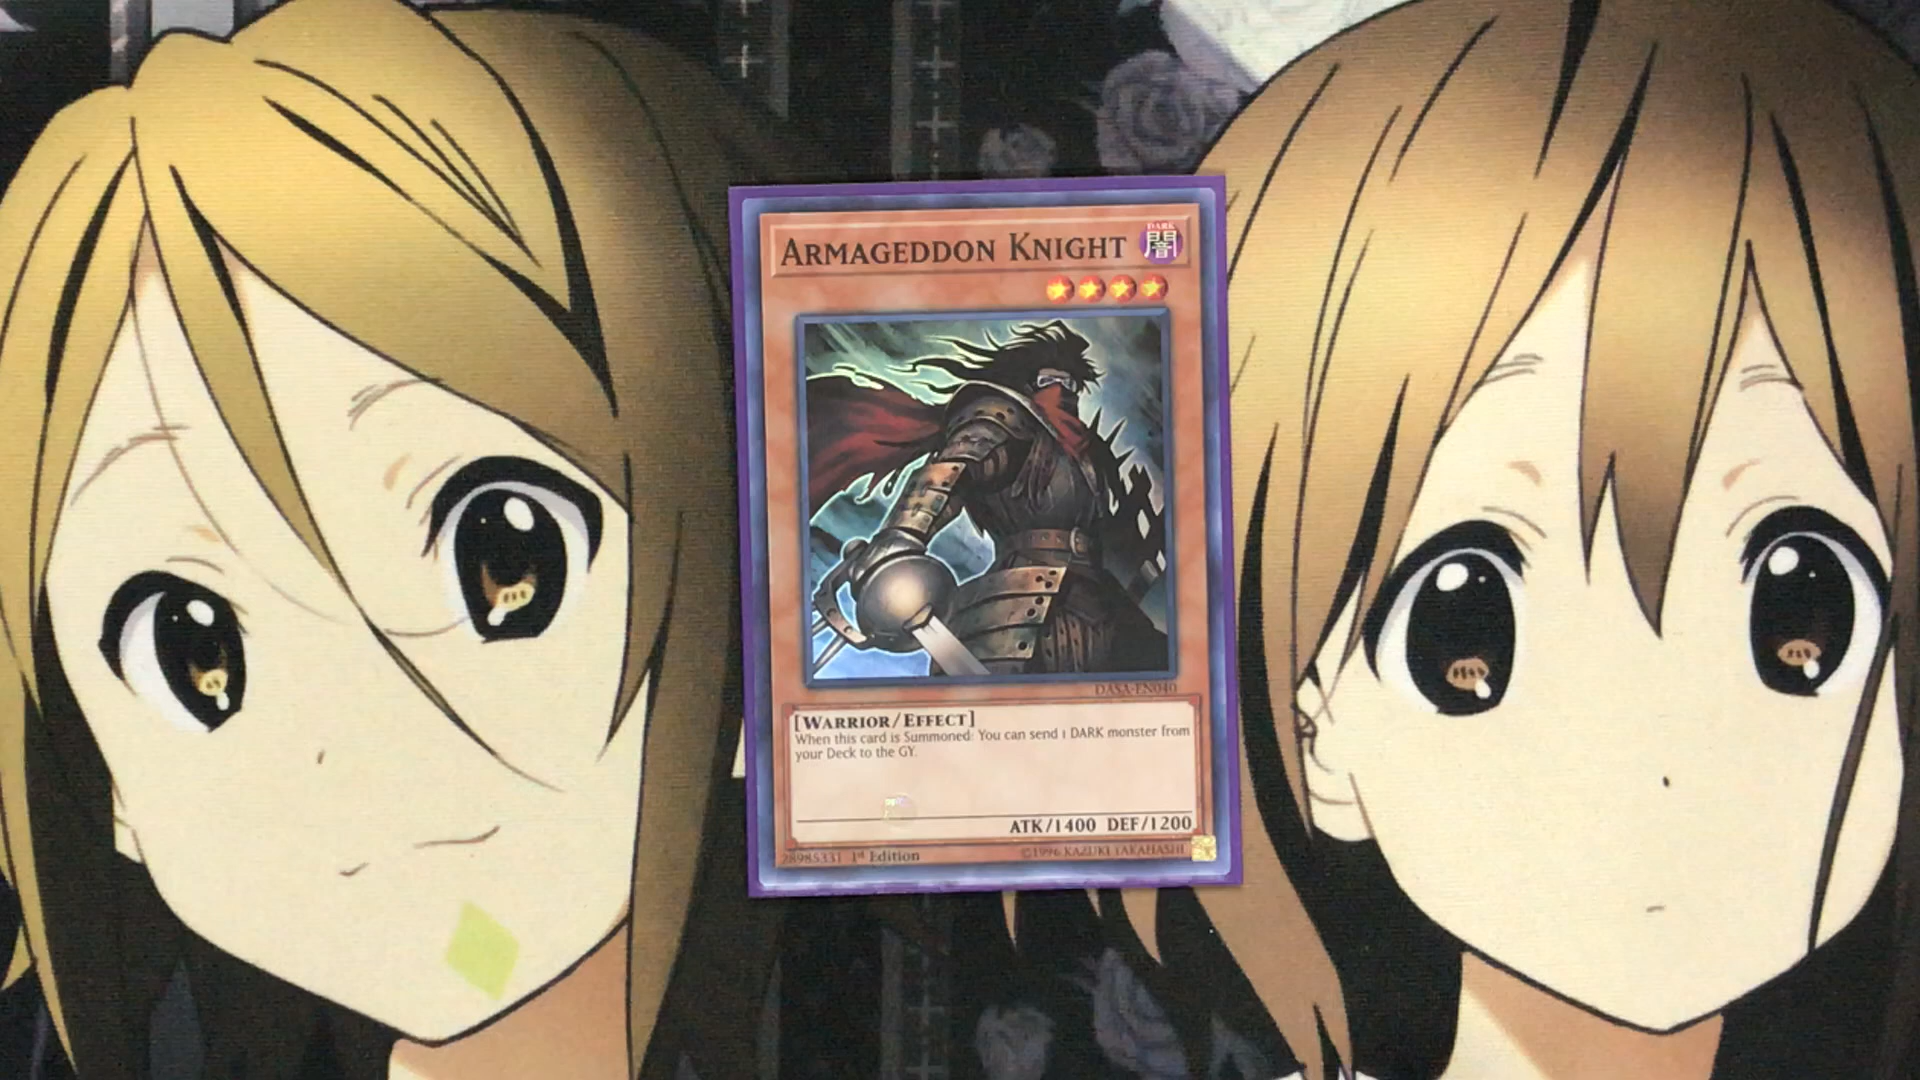 ARMAGEDDON KNIGHT
DARK
闇
DASA-EN040
[WARRIOR/EFFECT]
When this card is Summoned: You can send 1 DARK monster from
your Deck to the GY.
ATK/1400 DEF/1200
28985331 1st Edition
©1996 KAZUKI TAKAHASHI